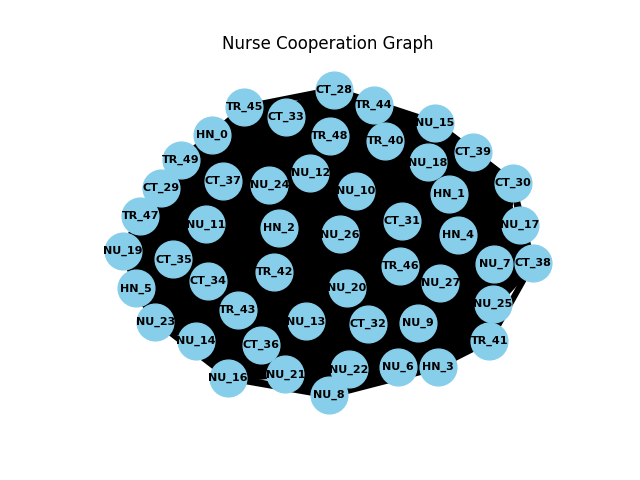 Nurse Cooperation Graph
CT_28
TR_45
TR_44
CT_33
NU_15
HN_0
TR_48
TR_40
CT_39
TR_49
NU_18
NU_12
CT_37
NU_24
CT_30
CT_29
NU_10
HN_1
TR_47
CT_31
NU_11
NU_17
HN_2
NU_26
HN_4
NU_19
CT_35
CT_38
NU_7
TR_46
TR_42
CT_34
NU_27
HN_5
NU_20
NU_25
TR_43
NU_23
NU_13
CT_32
NU_9
NU_14
TR_41
CT_36
NU_6
HN_3
NU_22
NU_21
NU_16
NU_8